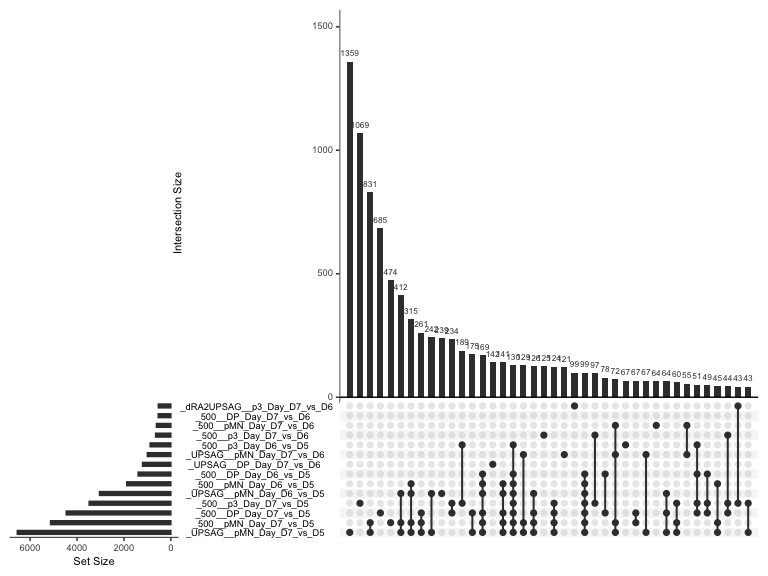 1500
1000
500
0
Intersection Size
1359
1069
831
685
474
412
315
261
242
239
234
189
175
169
142
141
130
129
126
125
124
121
99
99
97
78
72
67
67
67
64
64
60
55
51
49
45
44
43
43
_dRA2UPSAG__p3_Day_D7_vs_D6
_500__DP_Day_D7_vs_D6
_500__pMN_Day_D7_vs_D6
_500__p3_Day_D7_vs_D6
_500__p3_Day_D6_vs_D5
_UPSAG__pMN_Day_D7_vs_D6
_UPSAG__DP_Day_D7_vs_D6
_500__DP_Day_D6_vs_D5
_500__pMN_Day_D6_vs_D5
_UPSAG__pMN_Day_D6_vs_D5
_500__p3_Day_D7_vs_D5
_500__DP_Day_D7_vs_D5
_500__pMN_Day_D7_vs_D5
_UPSAG__pMN_Day_D7_vs_D5
6000 4000 2000 0
Set Size